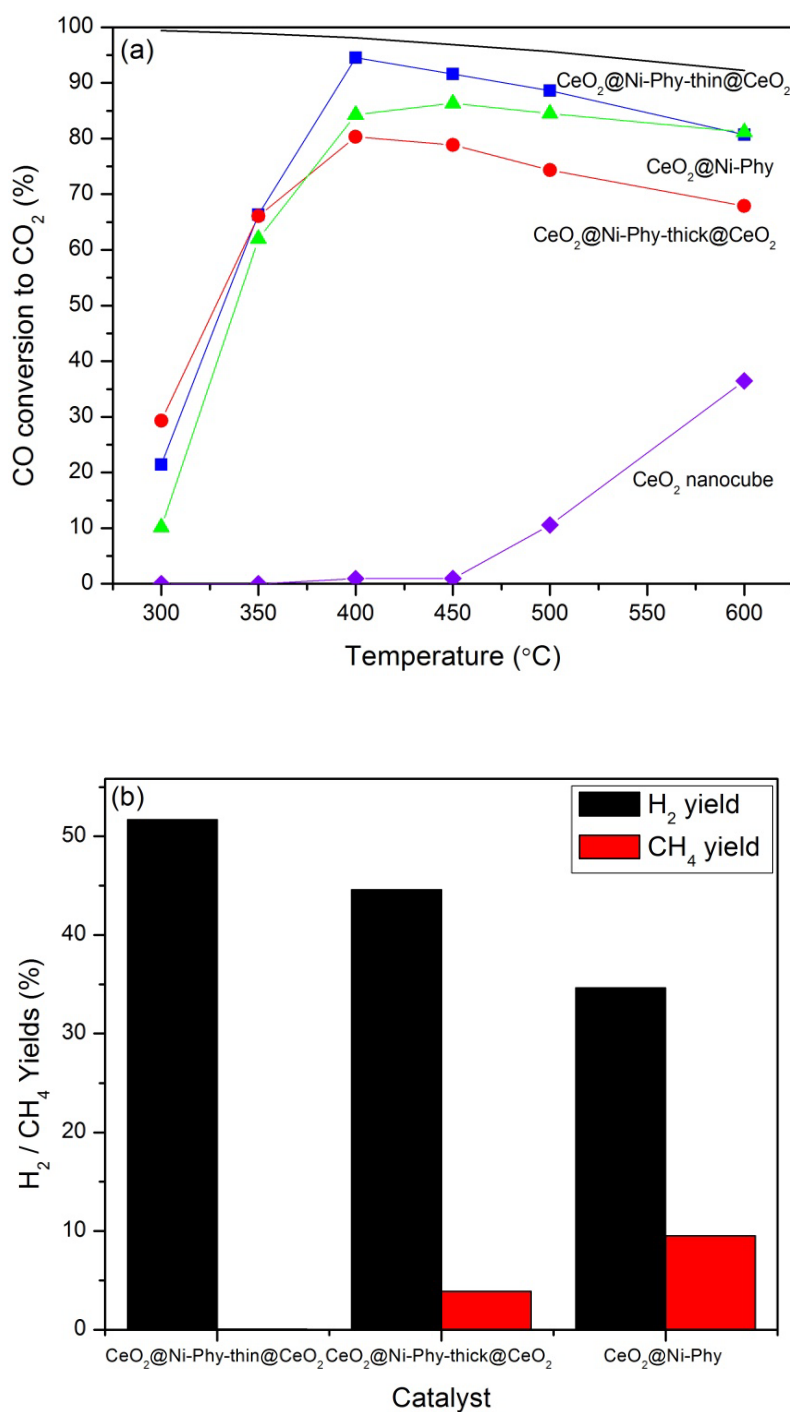 (a)
100
90
80
70
60
50
40
30
20
10
0
CO conversion to CO₂ (%)
CeO₂@Ni-Phy-thin@CeO₂
CeO₂@Ni-Phy
CeO₂@Ni-Phy-thick@CeO₂
CeO₂ nanocube
300 350 400 450 500 550 600
Temperature (°C)
(b)
H₂ yield
CH₄ yield
50
40
30
20
10
0
H₂ / CH₄ Yields (%)
CeO₂@Ni-Phy-thin@CeO₂ CeO₂@Ni-Phy-thick@CeO₂ CeO₂@Ni-Phy
Catalyst